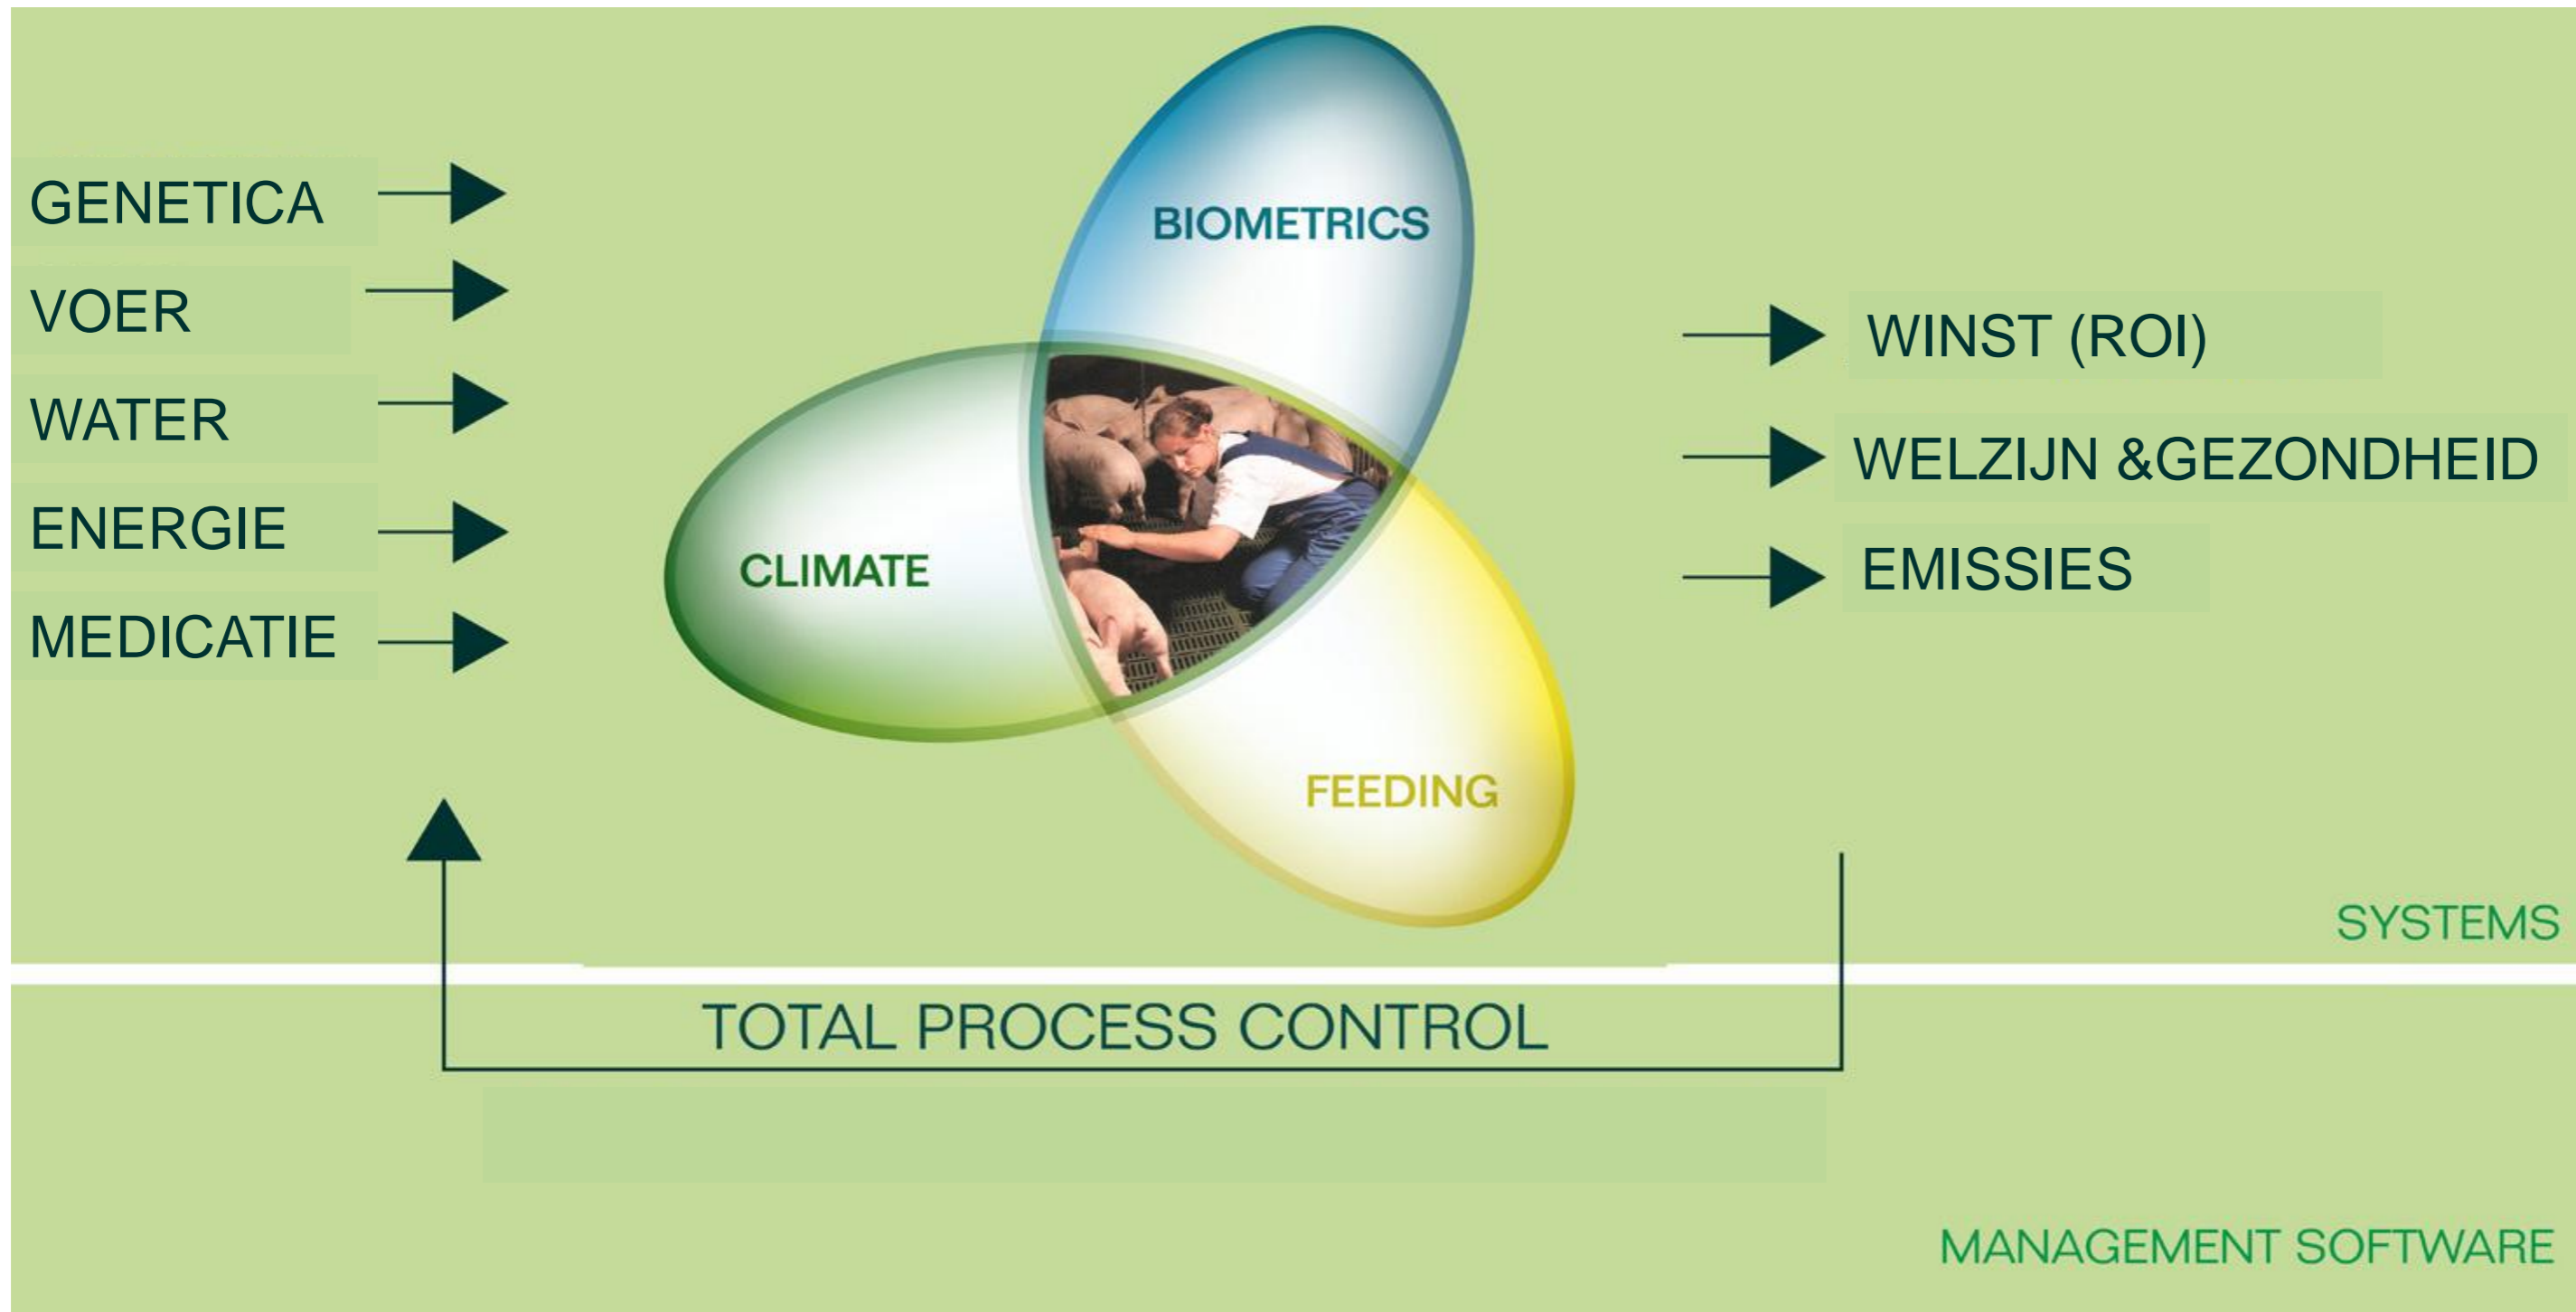 GENETICA
VOER
WATER
ENERGIE
MEDICATIE
BIOMETRICS
CLIMATE
FEEDING
WINST (ROI)
WELZIJN &GEZONDHEID
EMISSIES
SYSTEMS
TOTAL PROCESS CONTROL
MANAGEMENT SOFTWARE